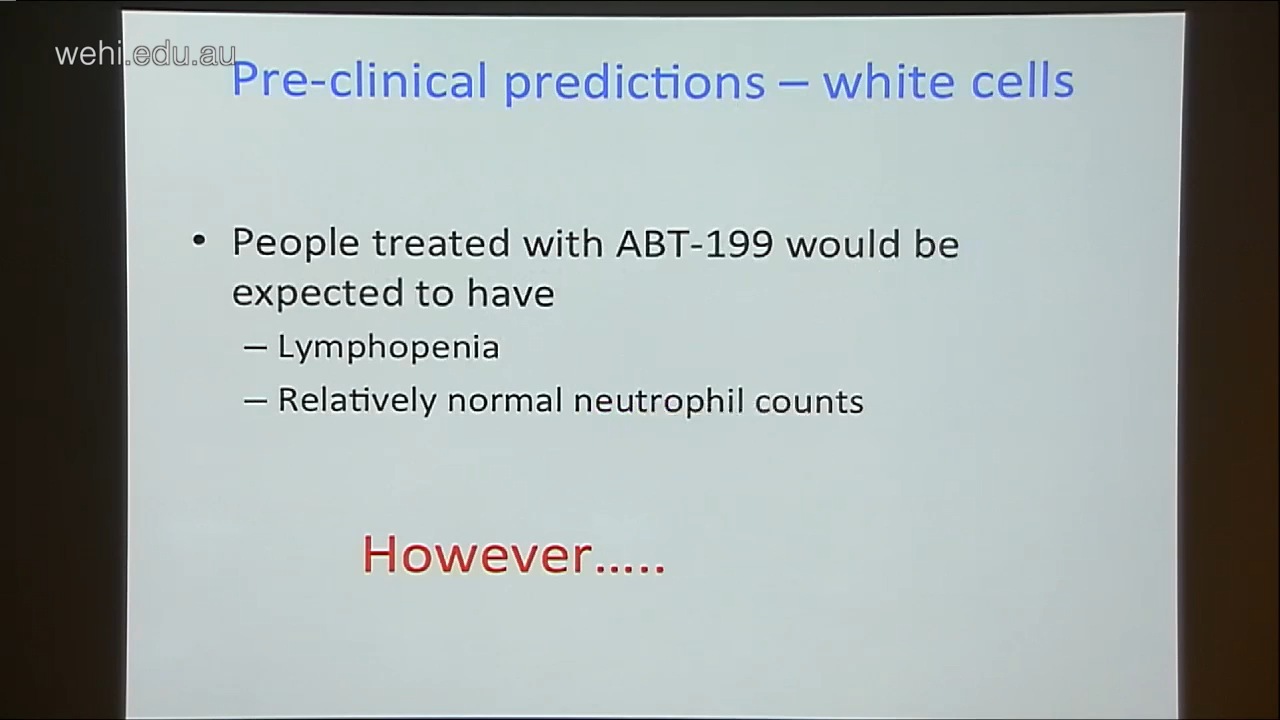 wehi.edu.au
Pre-clinical predictions – white cells
• People treated with ABT-199 would be
expected to have
– Lymphopenia
– Relatively normal neutrophil counts
However…..